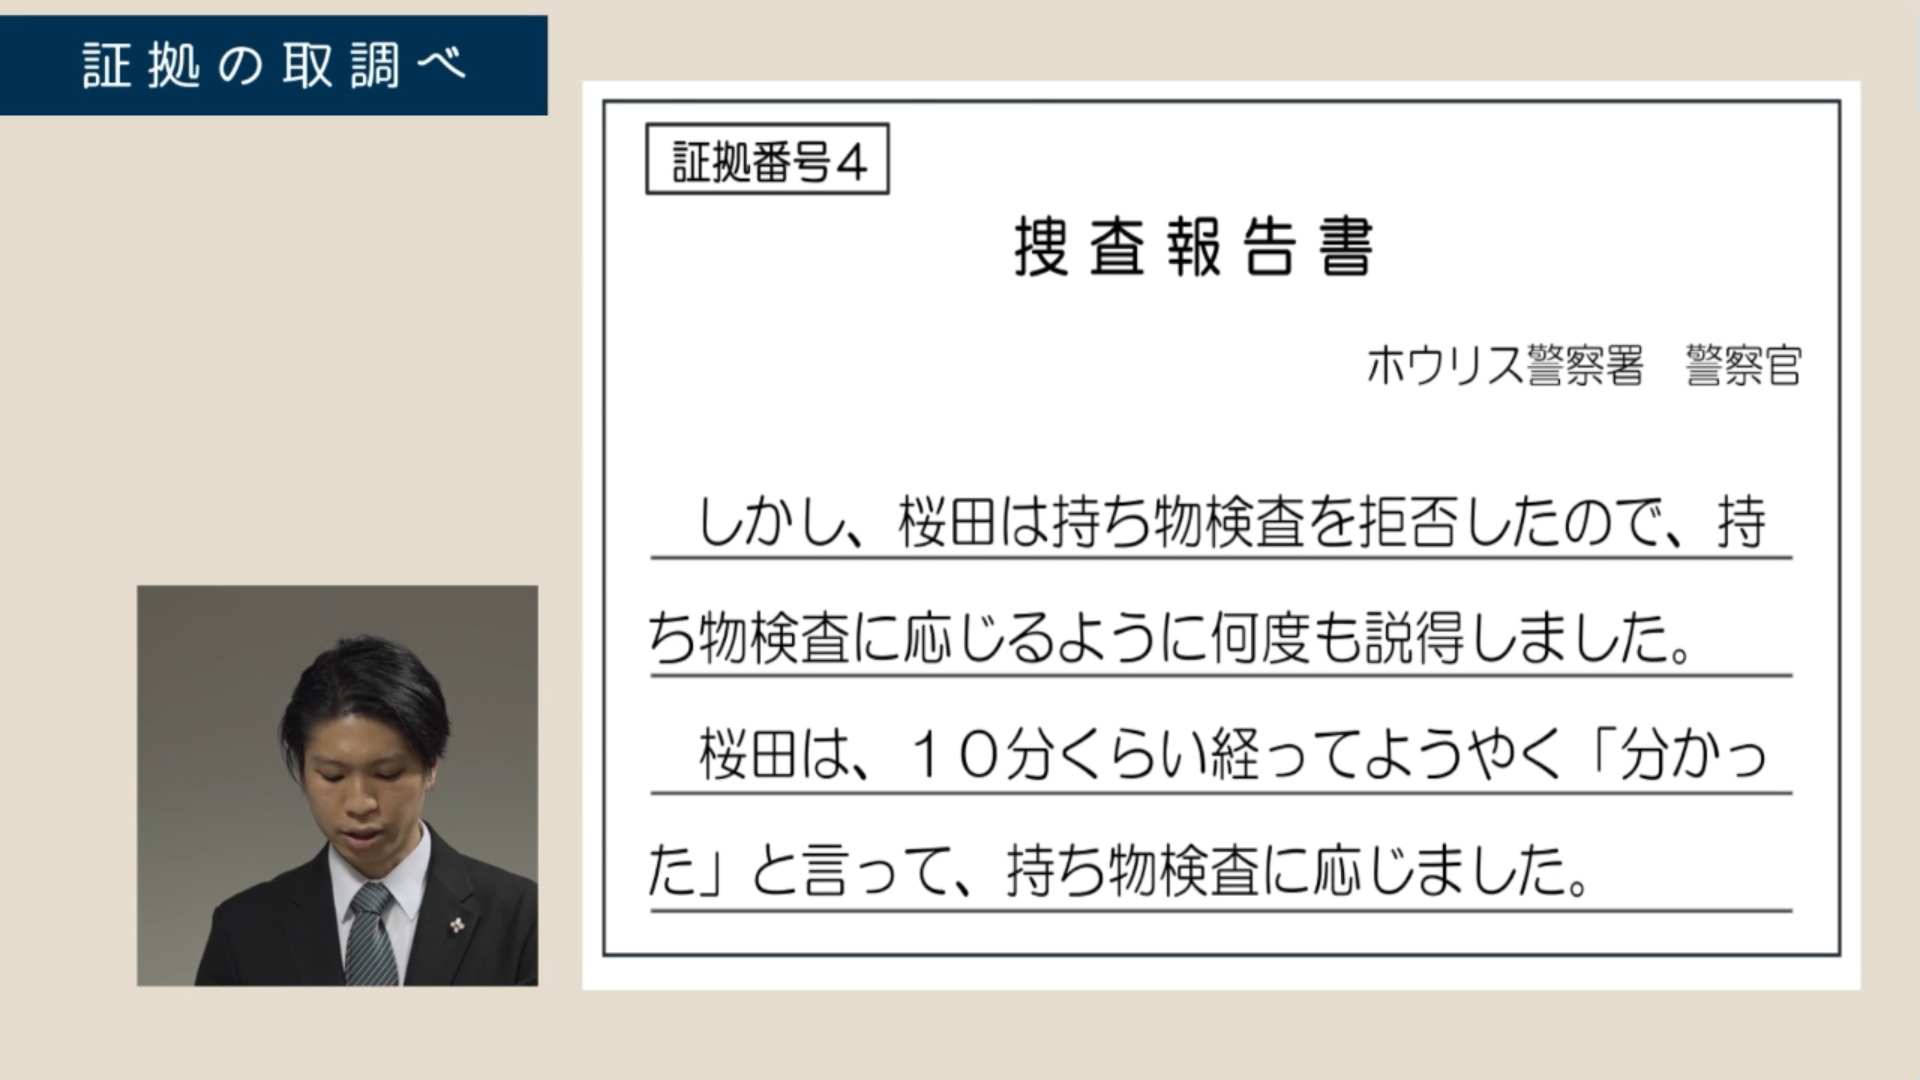 証拠の取調べ
証拠番号４
捜査報告書
ホウリス警察署　警察官
　しかし、桜田は持ち物検査を拒否したので、持
ち物検査に応じるように何度も説得しました。
　桜田は、１０分くらい経ってようやく「分かっ
た」と言って、持ち物検査に応じました。